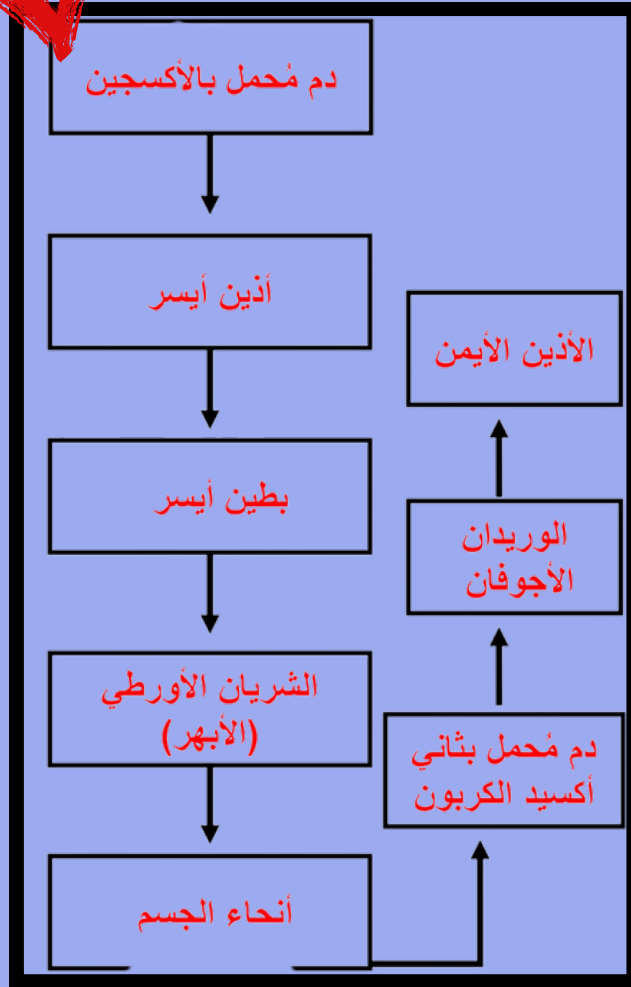 دم مُحمل بالأكسجين
أذين أيسر
بطين أيسر
الشريان الأورطي
(الأبهر)
أنحاء الجسم
دم مُحمل بثاني
أكسيد الكربون
الوريدان
الأجوفان
الأذين الأيمن